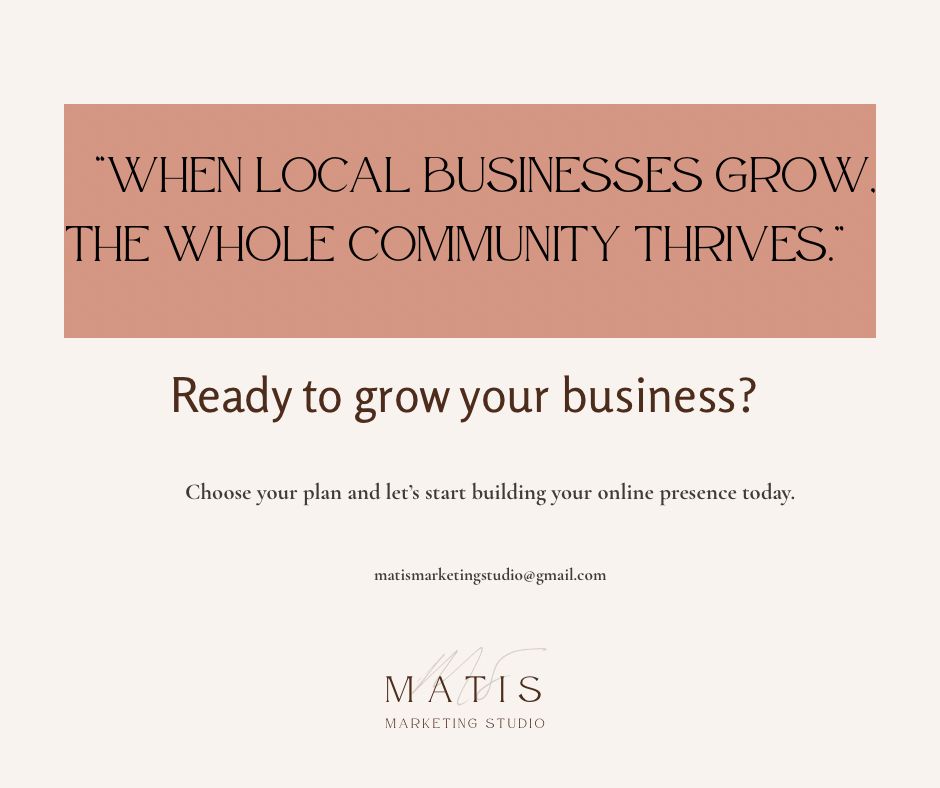 “WHEN LOCAL BUSINESSES GROW,
THE WHOLE COMMUNITY THRIVES.”
Ready to grow your business?
Choose your plan and let’s start building your online presence today.
matismarketingstudio@gmail.com
MATIS
MARKETING STUDIO